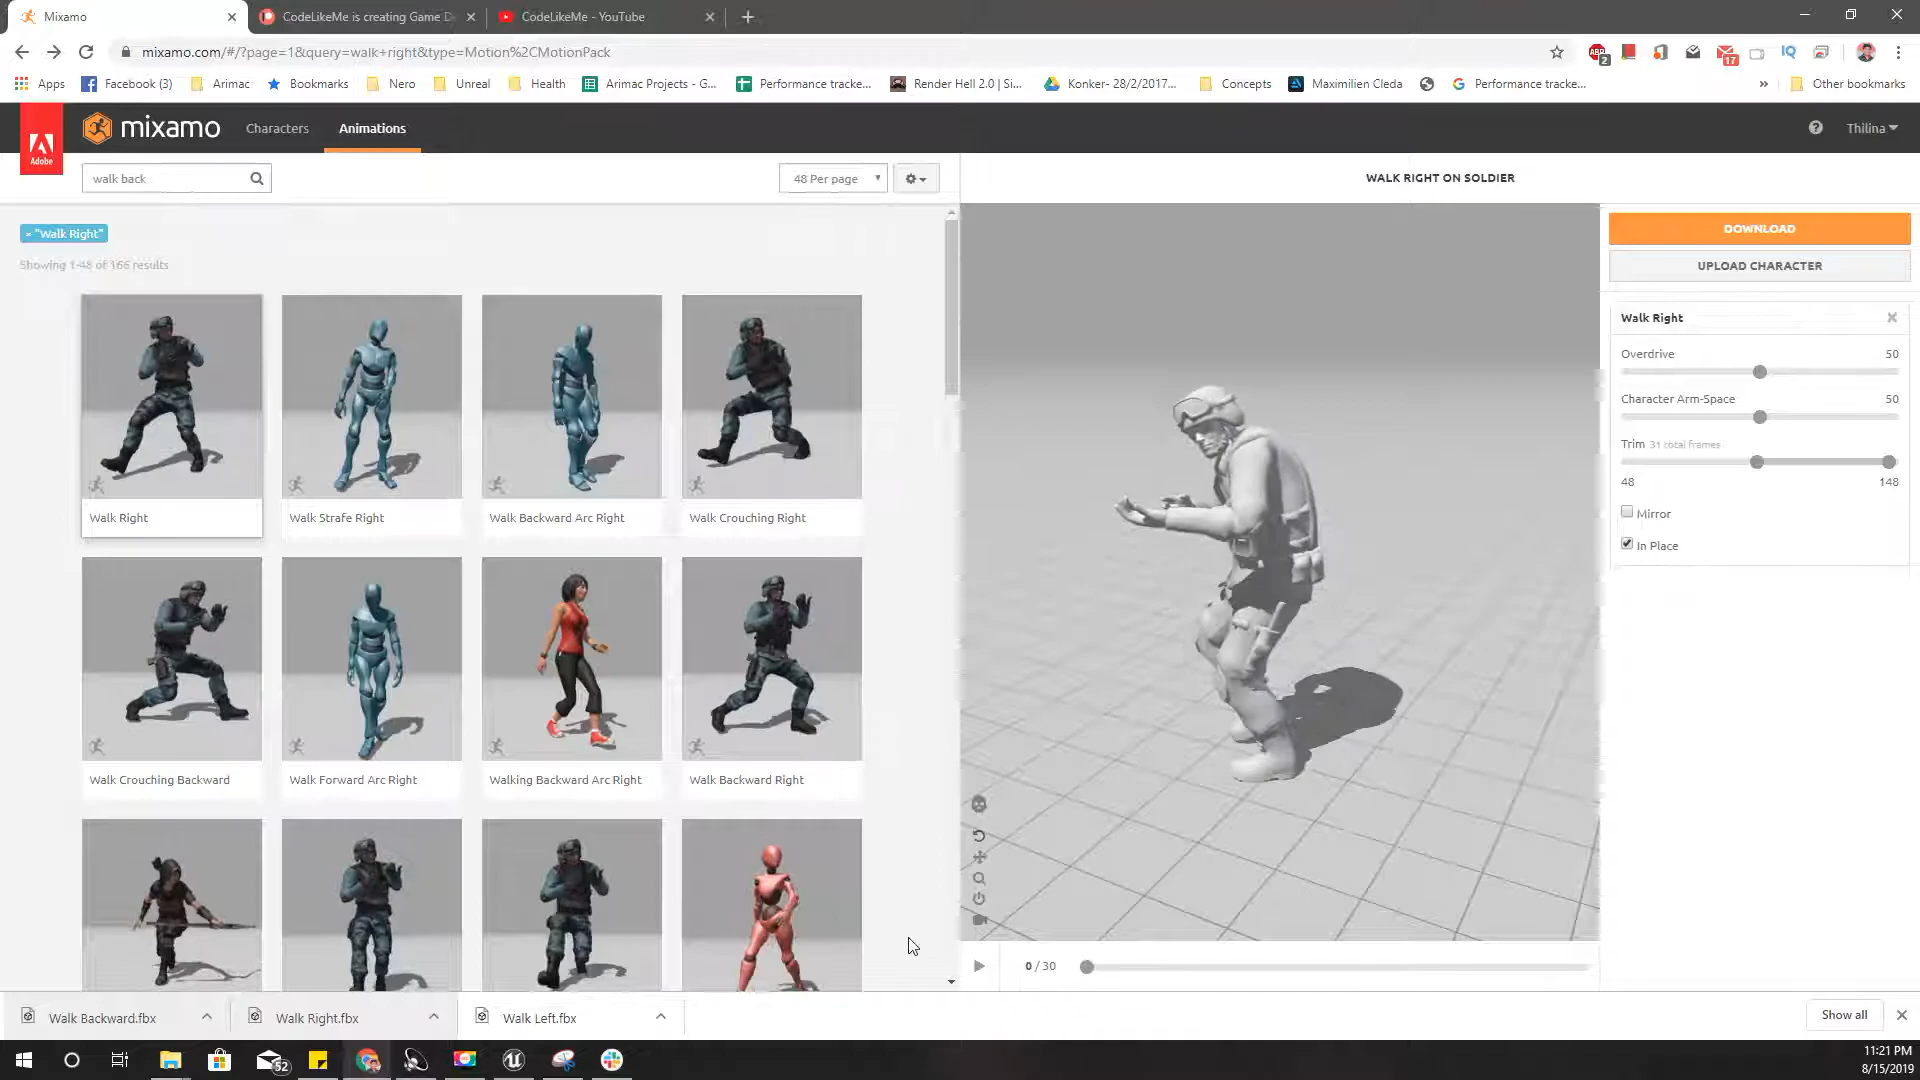 Mixamo
CodeLikeMe is creating Game D
CodeLikeMe - YouTube
mixamo.com/#/?page=1&query=walk+right&type=Motion%2CMotionPack
2
17
Apps
Facebook (3)
Arimac
Bookmarks
Nero
Unreal
Health
Arimac Projects - G...
Performance tracke...
Render Hell 2.0 | Si...
Konker- 28/2/2017...
Concepts
Maximilien Cleda
Performance tracke...
Other bookmarks
Adobe
mixamo
Characters
Animations
Thilina
walk back
48 Per page
WALK RIGHT ON SOLDIER
× "Walk Right"
Showing 1-48 of 166 results
Walk Right
Walk Strafe Right
Walk Backward Arc Right
Walk Crouching Right
Walk Crouching Backward
Walk Forward Arc Right
Walking Backward Arc Right
Walk Backward Right
DOWNLOAD
UPLOAD CHARACTER
Walk Right
Overdrive 50
Character Arm-Space 50
Trim 31 total frames
48 148
Mirror
In Place
0 / 30
Walk Backward.fbx
Walk Right.fbx
Walk Left.fbx
Show all
52
11:21 PM
8/15/2019